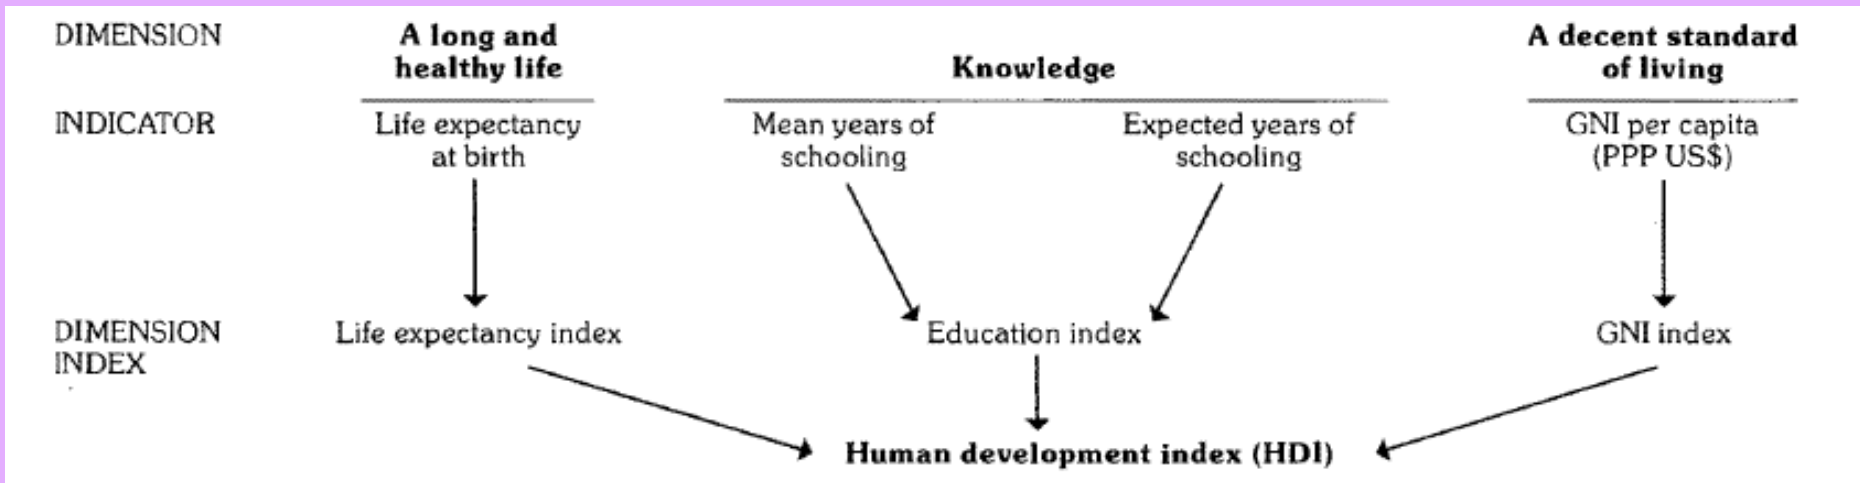 DIMENSION
A long and
healthy life
Knowledge
A decent standard
of living
INDICATOR
Life expectancy
at birth
Mean years of
schooling
Expected years of
schooling
GNI per capita
(PPP US$)
DIMENSION
INDEX
Life expectancy index
Education index
GNI index
Human development index (HDI)